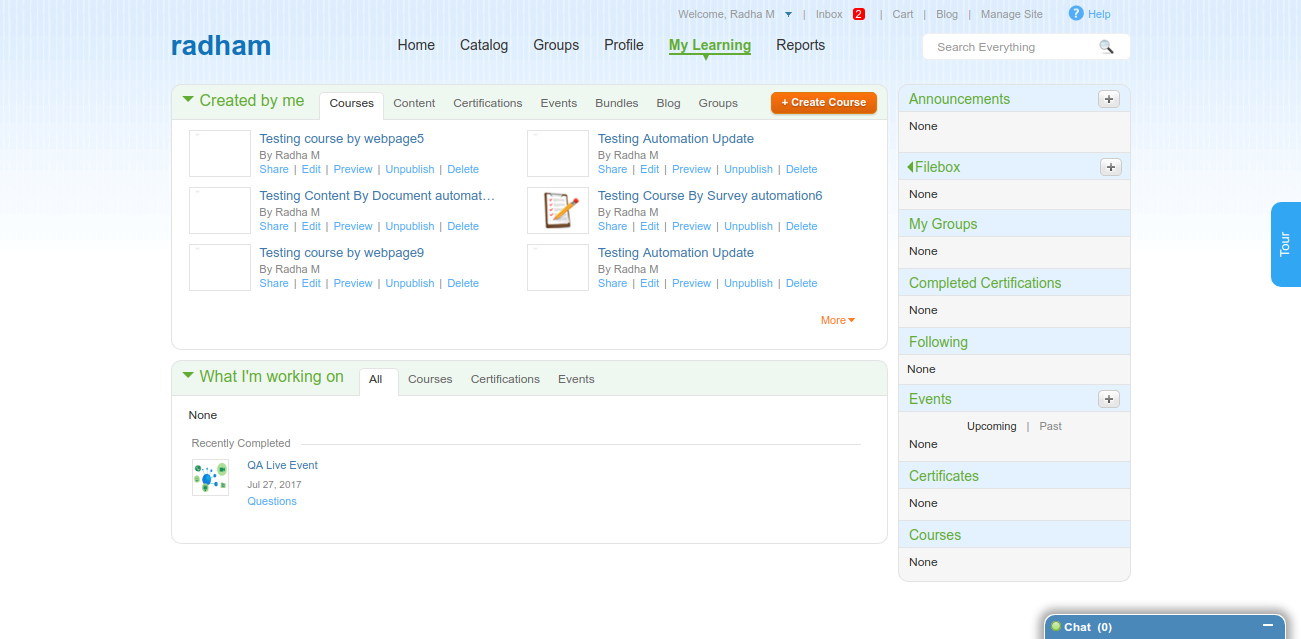 Welcome, Radha M | Inbox 2 | Cart | Blog | Manage Site ? Help
radham
Home Catalog Groups Profile My Learning Reports
Search Everything
Created by me Courses Content Certifications Events Bundles Blog Groups + Create Course
Testing course by webpage5
By Radha M
Share | Edit | Preview | Unpublish | Delete
Testing Automation Update
By Radha M
Share | Edit | Preview | Unpublish | Delete
Testing Content By Document automat...
By Radha M
Share | Edit | Preview | Unpublish | Delete
Testing Course By Survey automation6
By Radha M
Share | Edit | Preview | Unpublish | Delete
Testing course by webpage9
By Radha M
Share | Edit | Preview | Unpublish | Delete
Testing Automation Update
By Radha M
Share | Edit | Preview | Unpublish | Delete
More
What I'm working on All Courses Certifications Events
None
Recently Completed
QA Live Event
Jul 27, 2017
Questions
Announcements +
None
Filebox +
None
My Groups
None
Completed Certifications
None
Following
None
Events +
Upcoming | Past
None
Certificates
None
Courses
None
Tour
Chat (0)